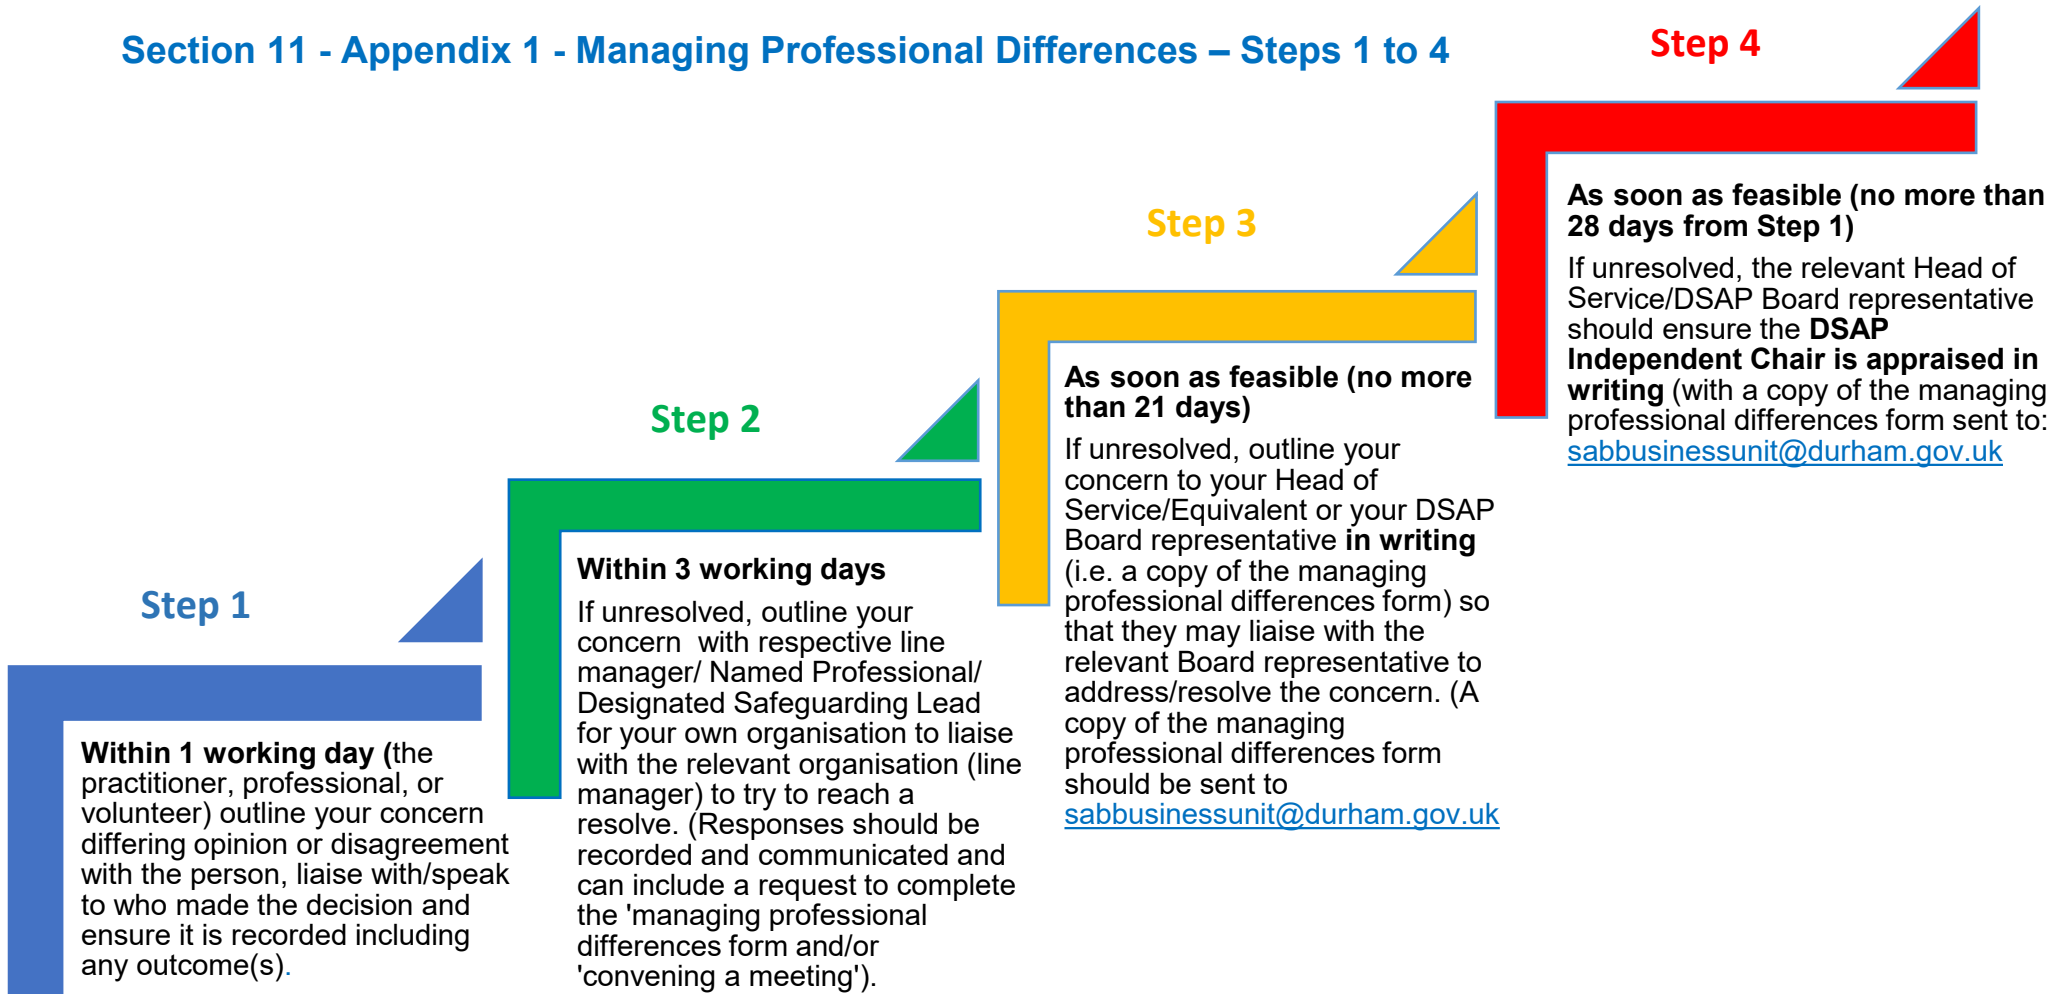 Section 11 - Appendix 1 - Managing Professional Differences – Steps 1 to 4
Step 1
Within 1 working day (the
practitioner, professional, or
volunteer) outline your concern
differing opinion or disagreement
with the person, liaise with/speak
to who made the decision and
ensure it is recorded including
any outcome(s).
Step 2
Within 3 working days
If unresolved, outline your
concern  with respective line
manager/ Named Professional/
Designated Safeguarding Lead
for your own organisation to liaise
with the relevant organisation (line
manager) to try to reach a
resolve. (Responses should be
recorded and communicated and
can include a request to complete
the 'managing professional
differences form and/or
'convening a meeting').
Step 3
As soon as feasible (no more
than 21 days)
If unresolved, outline your
concern to your Head of
Service/Equivalent or your DSAP
Board representative in writing
(i.e. a copy of the managing
professional differences form) so
that they may liaise with the
relevant Board representative to
address/resolve the concern. (A
copy of the managing
professional differences form
should be sent to
sabbusinessunit@durham.gov.uk
Step 4
As soon as feasible (no more than
28 days from Step 1)
If unresolved, the relevant Head of
Service/DSAP Board representative
should ensure the DSAP
Independent Chair is appraised in
writing (with a copy of the managing
professional differences form sent to:
sabbusinessunit@durham.gov.uk